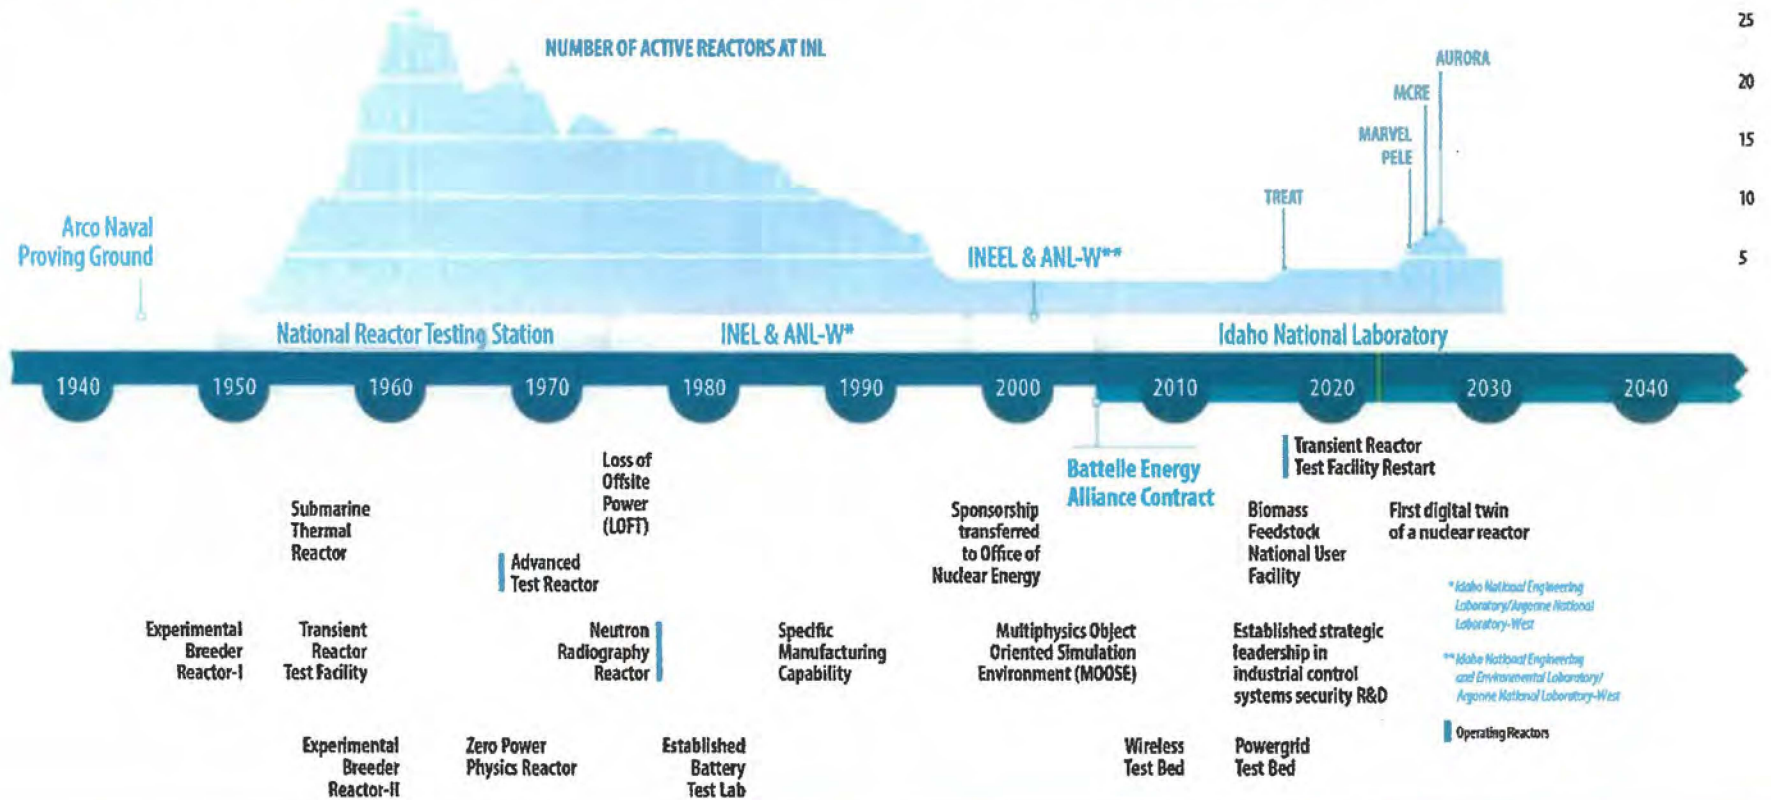 NUMBER OF ACTIVE REACTORS AT INL
25
20
15
10
5
AURORA
MCRE
MARVEL
PELE
TREAT
Arco Naval
Proving Ground
INEEL & ANL-W**
National Reactor Testing Station
INEL & ANL-W*
Idaho National Laboratory
1940
1950
1960
1970
1980
1990
2000
2010
2020
2030
2040
Battelle Energy
Alliance Contract
Transient Reactor
Test Facility Restart
Loss of
Offsite
Power
(LOFT)
Submarine
Thermal
Reactor
Advanced
Test Reactor
Sponsorship
transferred
to Office of
Nuclear Energy
Biomass
Feedstock
National User
Facility
First digital twin
of a nuclear reactor
Experimental
Breeder
Reactor-I
Transient
Reactor
Test Facility
Neutron
Radiography
Reactor
Specific
Manufacturing
Capability
Multiphysics Object
Oriented Simulation
Environment (MOOSE)
Established strategic
leadership in
industrial control
systems security R&D
Experimental
Breeder
Reactor-II
Zero Power
Physics Reactor
Established
Battery
Test Lab
Wireless
Test Bed
Powergrid
Test Bed
* Idaho National Engineering
Laboratory/Argonne National
Laboratory-West
** Idaho National Engineering
and Environmental Laboratory/
Argonne National Laboratory-West
Operating Reactors